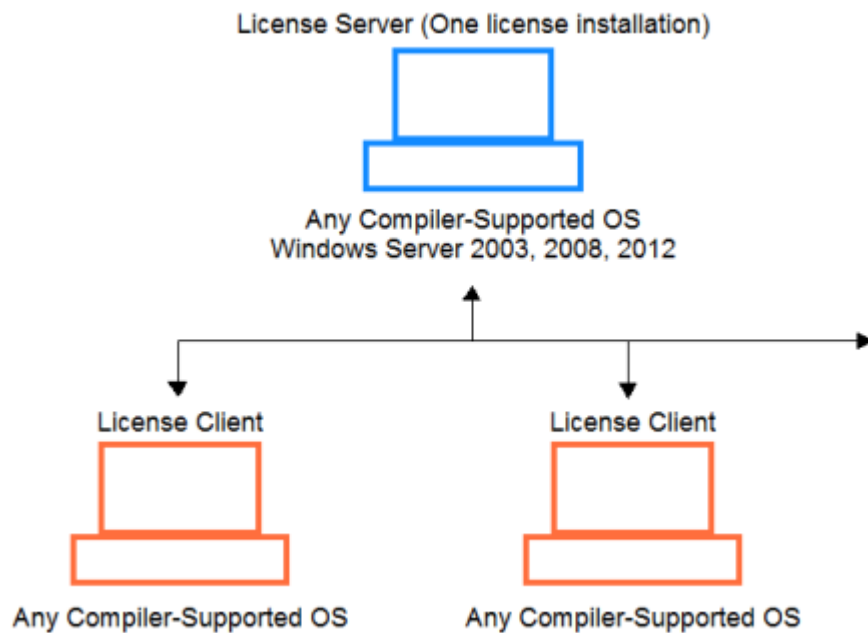 License Server (One license installation)
Any Compiler-Supported OS
Windows Server 2003, 2008, 2012
License Client
License Client
Any Compiler-Supported OS
Any Compiler-Supported OS